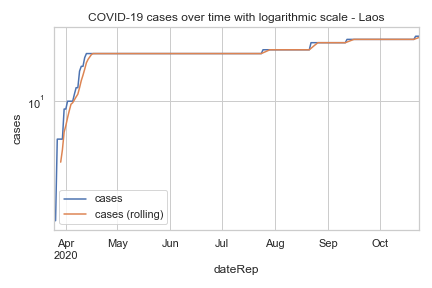 COVID-19 cases over time with logarithmic scale - Laos
cases
10¹
cases
cases (rolling)
Apr
2020
May
Jun
Jul
Aug
Sep
Oct
dateRep